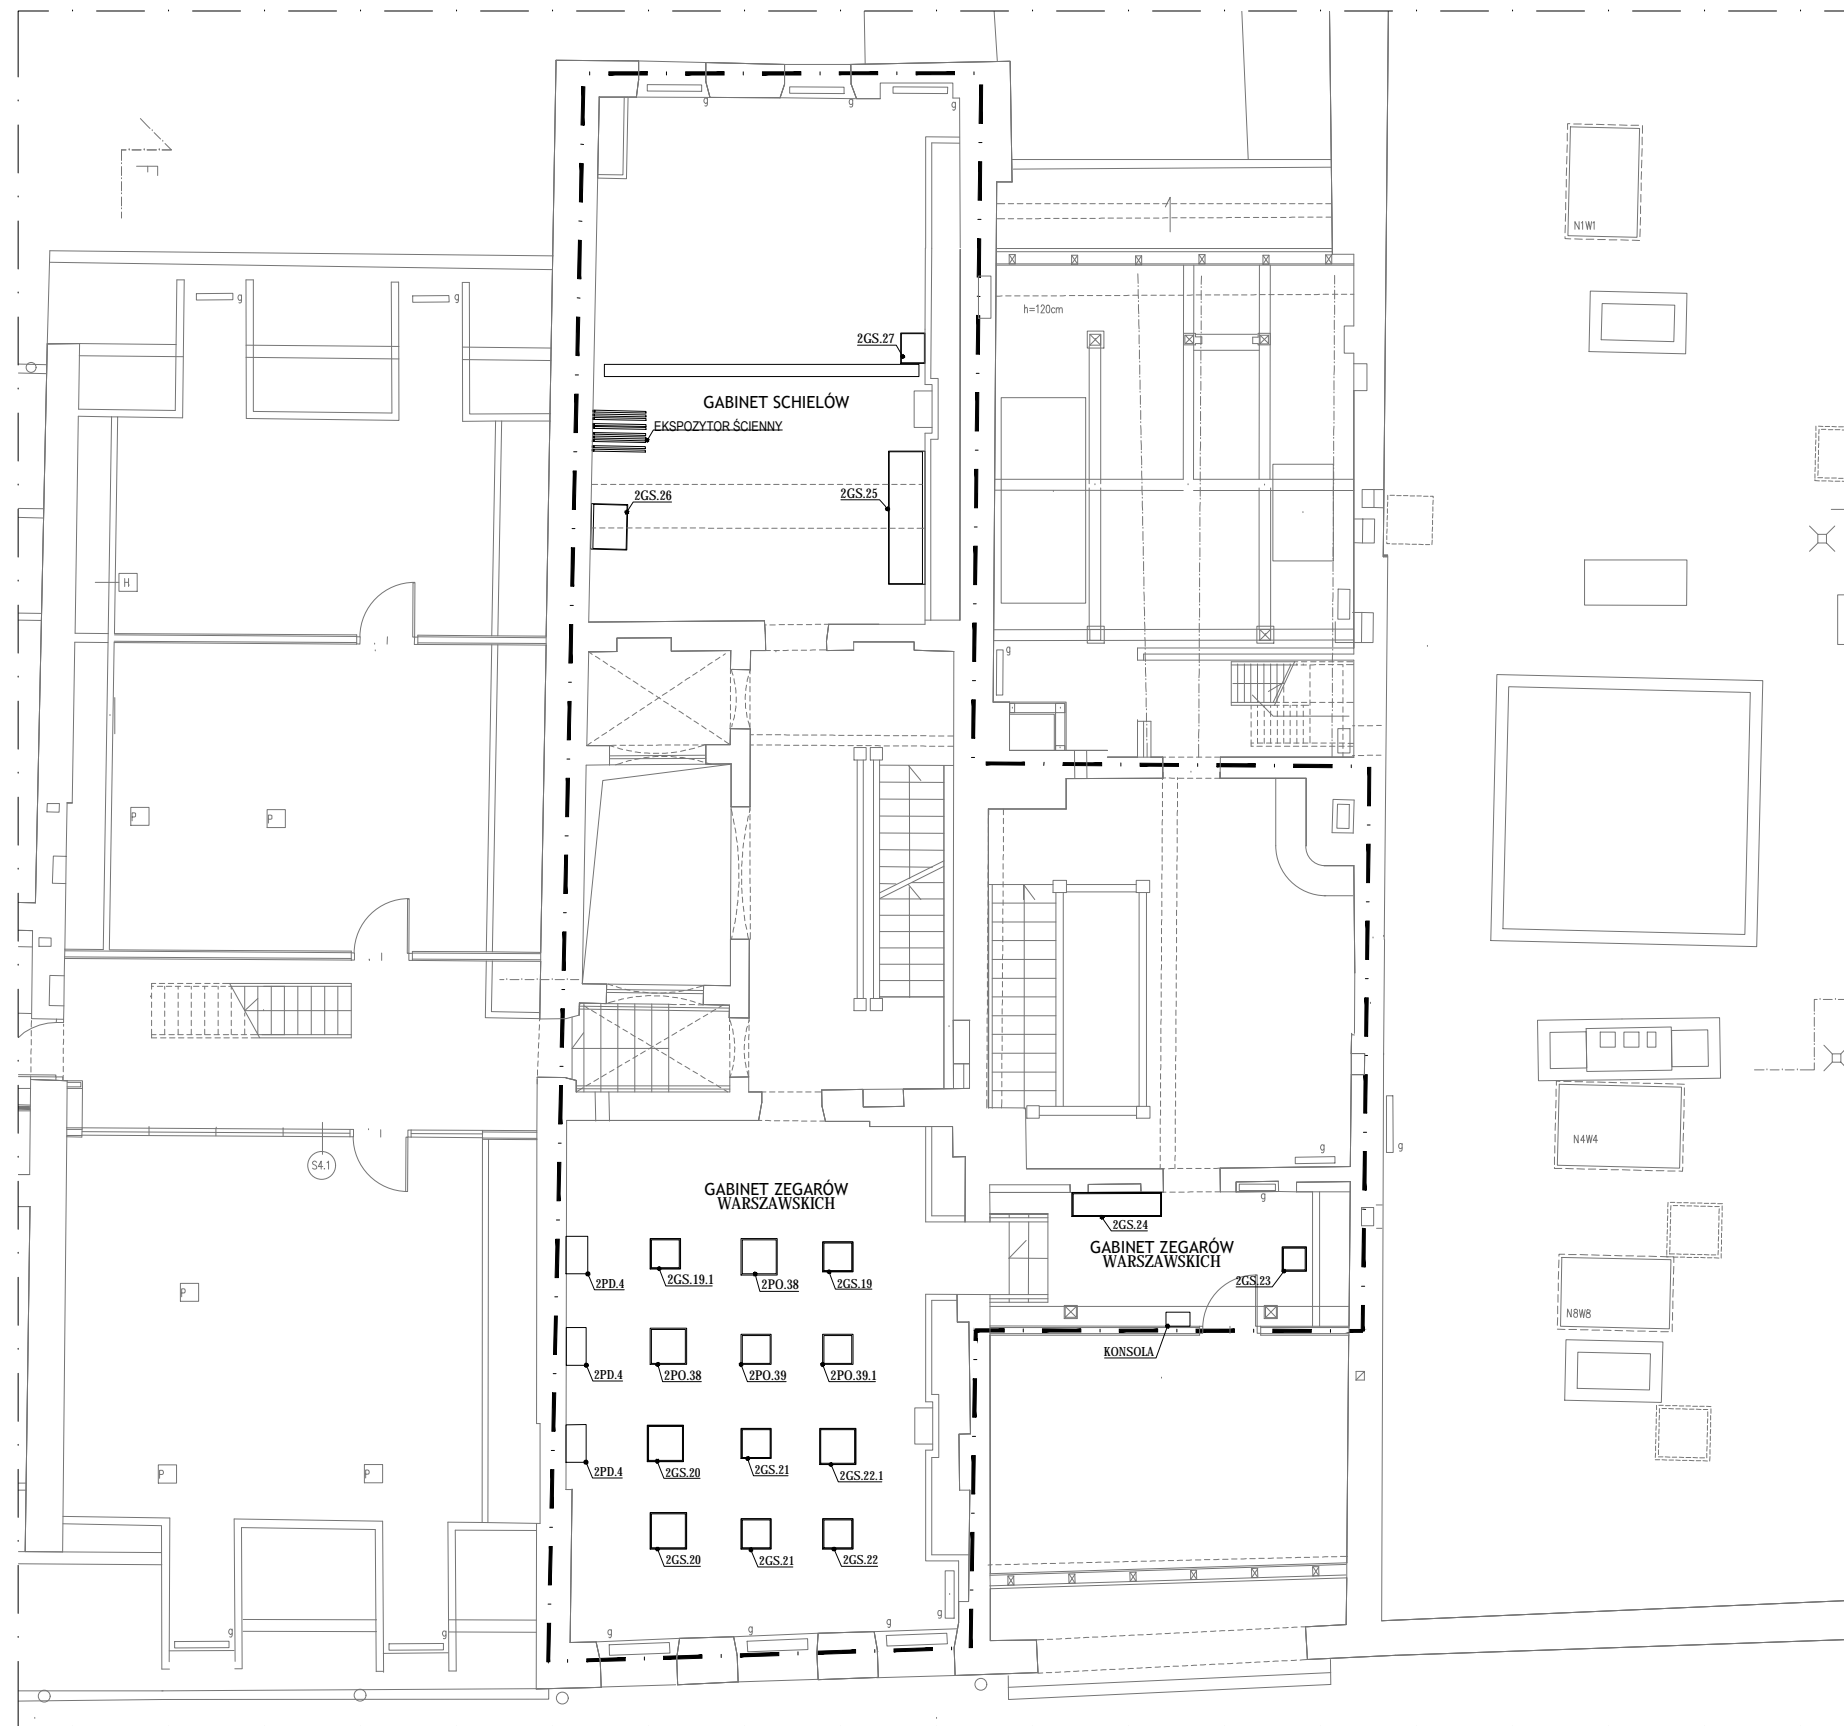 g
g
g
F
N1W1
g
g
h=120cm
2GS.27
GABINET SCHIELÓW
EKSPOZYTOR ŚCIENNY
2GS.26
2GS.25
H
g
P
P
S4.1
g
g
N4W4
GABINET ZEGARÓW
WARSZAWSKICH
g
2GS.24
GABINET ZEGARÓW
WARSZAWSKICH
2PD.4
2GS.19.1
2PO.38
2GS.19
2GS.23
P
N8W8
KONSOLA
2PD.4
2PO.38
2PO.39
2PO.39.1
P
P
2PD.4
2GS.20
2GS.21
2GS.22.1
2GS.20
2GS.21
2GS.22
g
g
g
g
g
g